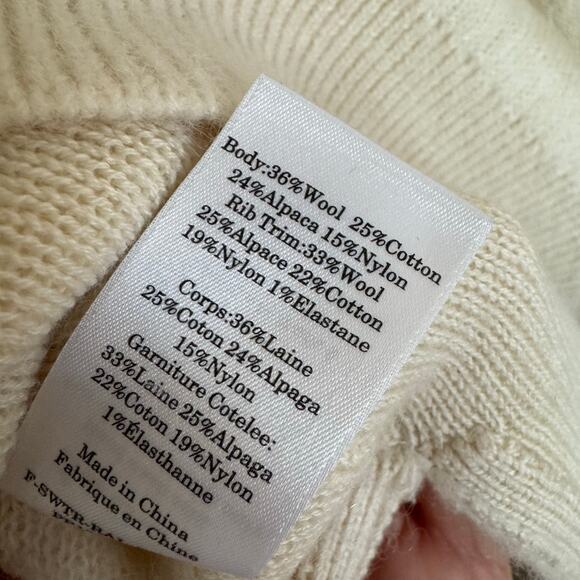 Body:36%Wool 25%Cotton
24%Alpaca 15%Nylon
Rib Trim:33%Wool
25%Alpace 22%Cotton
19%Nylon 1%Elastane
Corps:36%Laine
25%Coton 24%Alpaga
15%Nylon
Garniture Cotelee:
33%Laine 25%Alpaga
22%Coton 19%Nylon
1%Élasthanne
Made in China
Fabrique en Chine